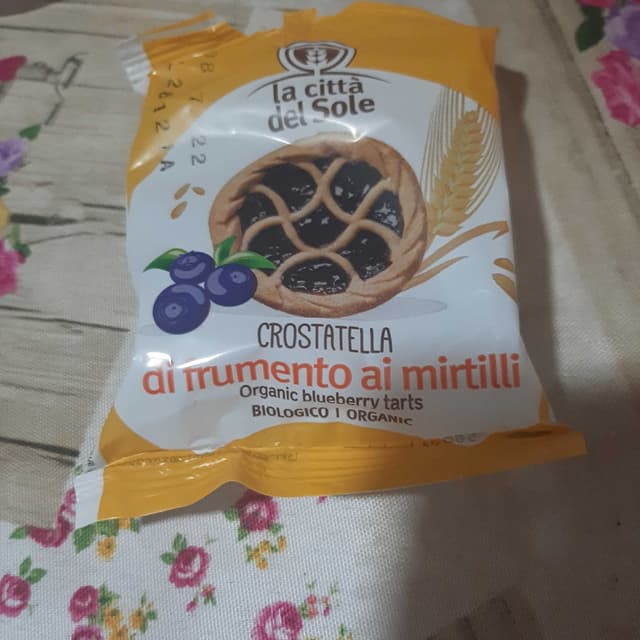 la città
del Sole
CROSTATELLA
di frumento ai mirtilli
Organic blueberry tarts
BIOLOGICO | ORGANIC